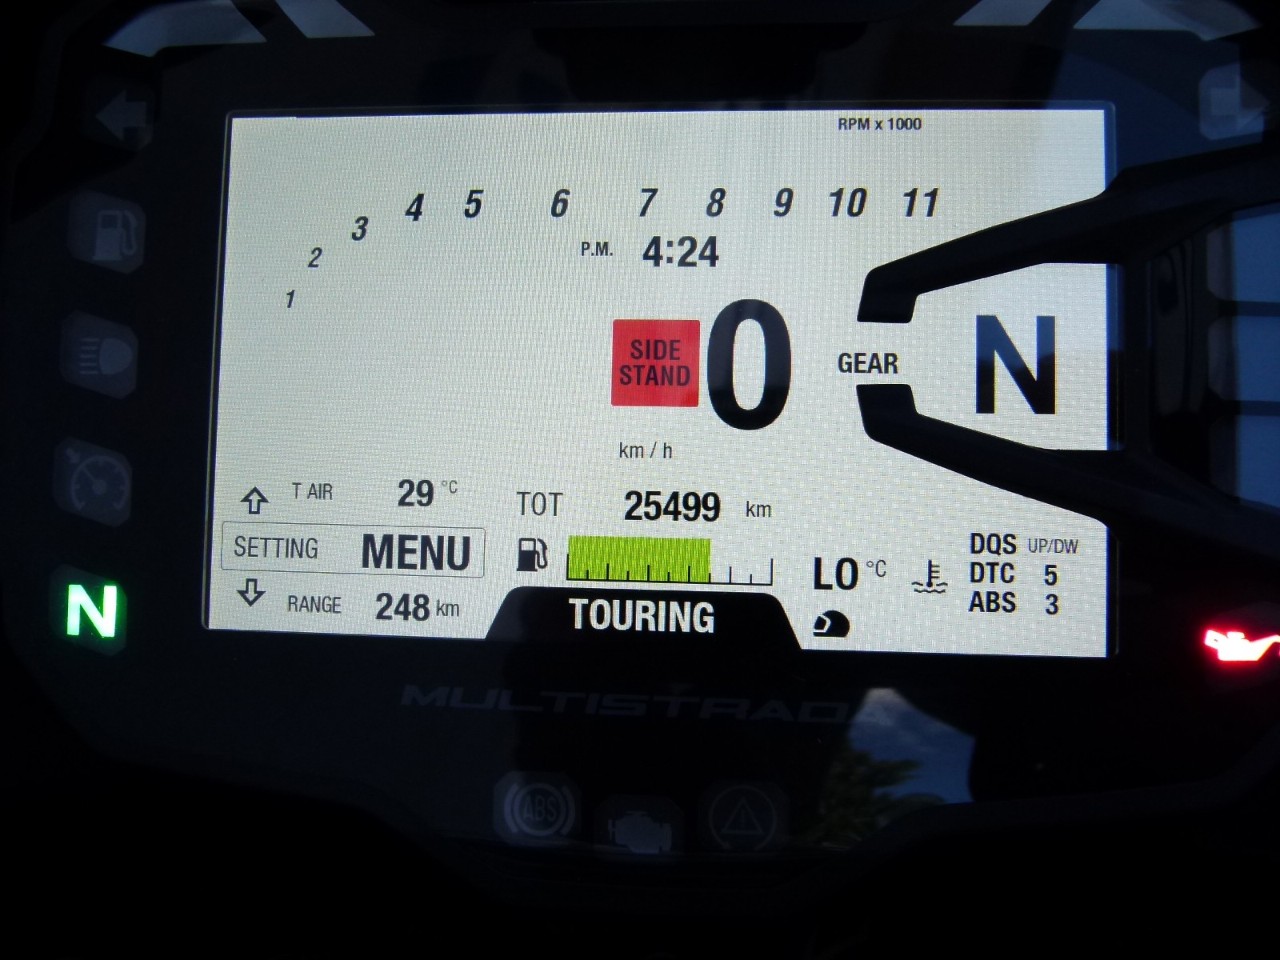 RPM x 1000
1 2 3 4 5 6 7 8 9 10 11
P.M. 4:24
SIDE
STAND
0
km / h
GEAR
N
T AIR 29 °C
SETTING MENU
RANGE 248 km
TOT 25499 km
TOURING
LO °C
DQS UP/DW
DTC 5
ABS 3
N
MULTISTRADA
ABS